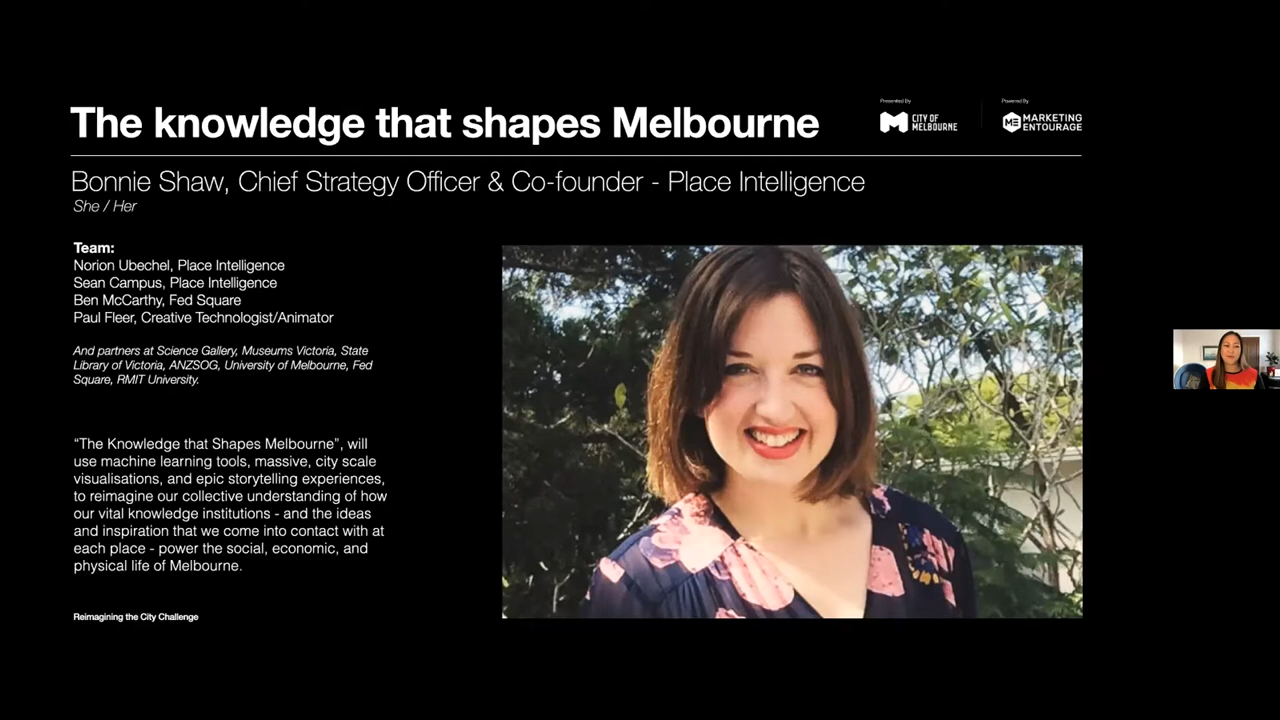 The knowledge that shapes Melbourne
Presented By
CITY OF
MELBOURNE
Powered By
ME MARKETING
ENTOURAGE
Bonnie Shaw, Chief Strategy Officer & Co-founder - Place Intelligence
She / Her
Team:
Norion Ubechel, Place Intelligence
Sean Campus, Place Intelligence
Ben McCarthy, Fed Square
Paul Fleer, Creative Technologist/Animator
And partners at Science Gallery, Museums Victoria, State
Library of Victoria, ANZSOG, University of Melbourne, Fed
Square, RMIT University.
“The Knowledge that Shapes Melbourne”, will
use machine learning tools, massive, city scale
visualisations, and epic storytelling experiences,
to reimagine our collective understanding of how
our vital knowledge institutions - and the ideas
and inspiration that we come into contact with at
each place - power the social, economic, and
physical life of Melbourne.
Reimagining the City Challenge